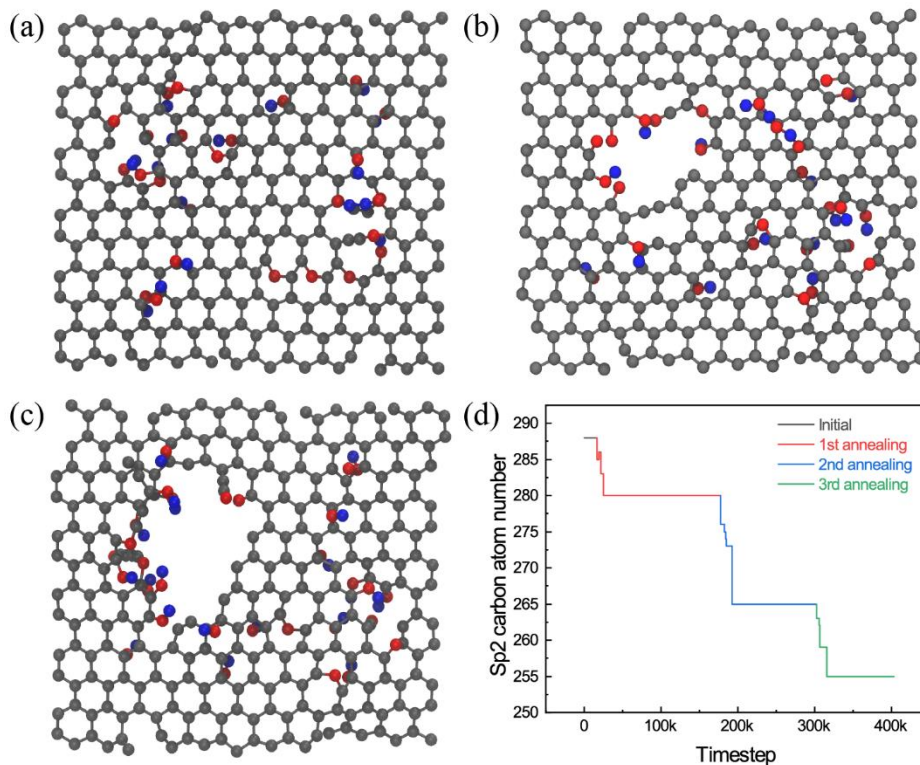 (a)
(b)
(c)
(d)
Sp2 carbon atom number
290
285
280
275
270
265
260
255
250
Initial
1st annealing
2nd annealing
3rd annealing
0
100k
200k
300k
400k
Timestep